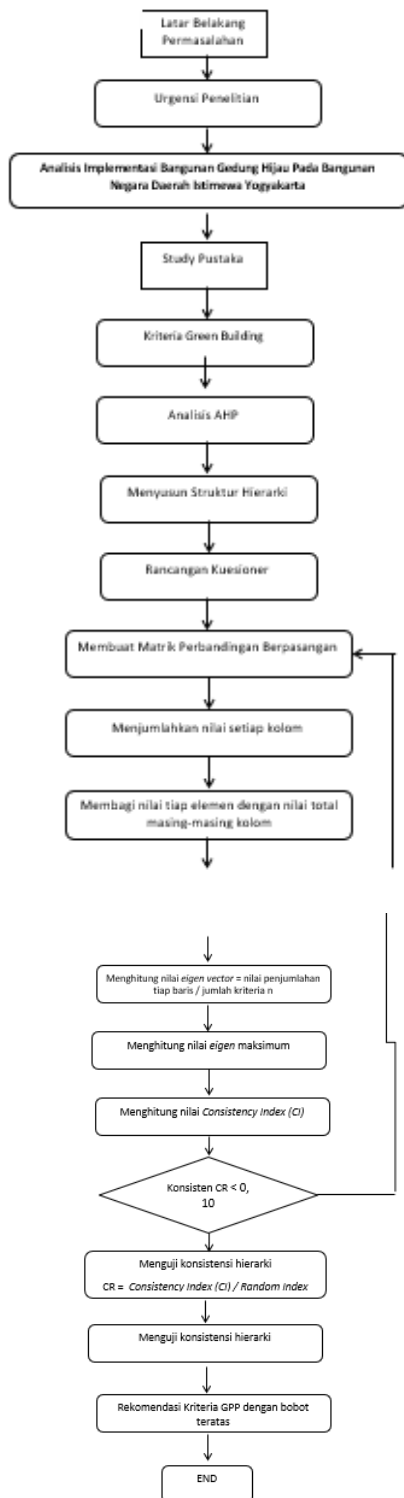 Latar Belakang
Permasalahan
Urgensi Penelitian
Analisis Implementasi Bangunan Gedung Hijau Pada Bangunan
Negara Daerah Istimewa Yogyakarta
Study Pustaka
Kriteria Green Building
Analisis AHP
Menyusun Struktur Hierarki
Rancangan Kuesioner
Membuat Matrik Perbandingan Berpasangan
Menjumlahkan nilai setiap kolom
Membagi nilai tiap elemen dengan nilai total
masing-masing kolom
Menghitung nilai eigen vector = nilai penjumlahan
tiap baris / jumlah kriteria n
Menghitung nilai eigen maksimum
Menghitung nilai Consistency Index (CI)
Konsisten CR < 0,
10
Menguji konsistensi hierarki
CR = Consistency Index (CI) / Random Index
Menguji konsistensi hierarki
Rekomendasi Kriteria GPP dengan bobot
teratas
END